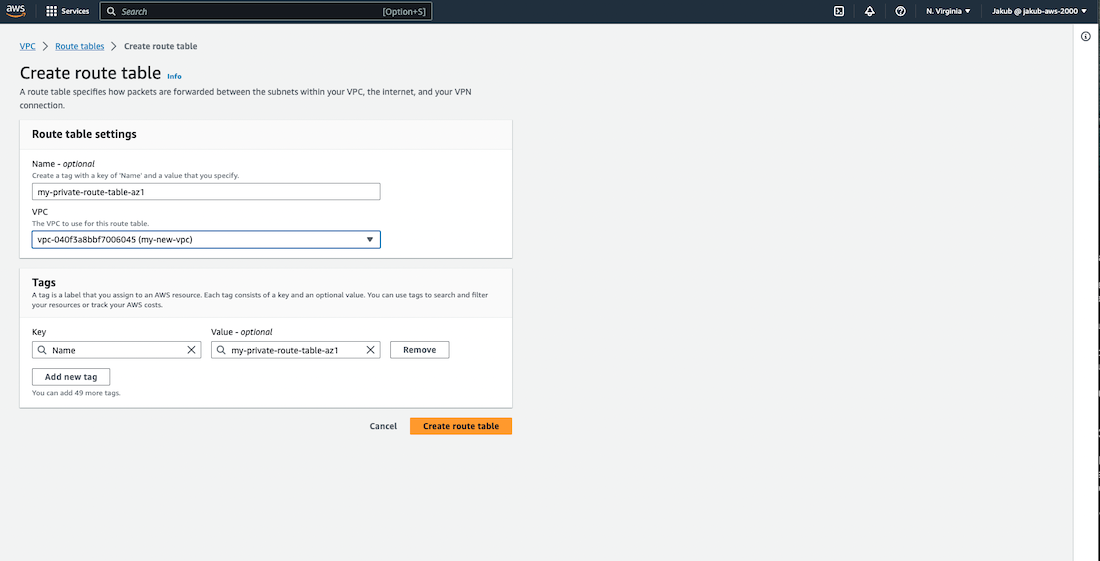 aws
Services
Search [Option+S]
N. Virginia
Jakub @ jakub-aws-2000
VPC
Route tables
Create route table
Create route table Info
A route table specifies how packets are forwarded between the subnets within your VPC, the internet, and your VPN
connection.
Route table settings
Name - optional
Create a tag with a key of 'Name' and a value that you specify.
my-private-route-table-az1
VPC
The VPC to use for this route table.
vpc-040f3a8bbf7006045 (my-new-vpc)
Tags
A tag is a label that you assign to an AWS resource. Each tag consists of a key and an optional value. You can use tags to search and filter
your resources or track your AWS costs.
Key
Value - optional
Name
my-private-route-table-az1
Remove
Add new tag
You can add 49 more tags.
Cancel
Create route table